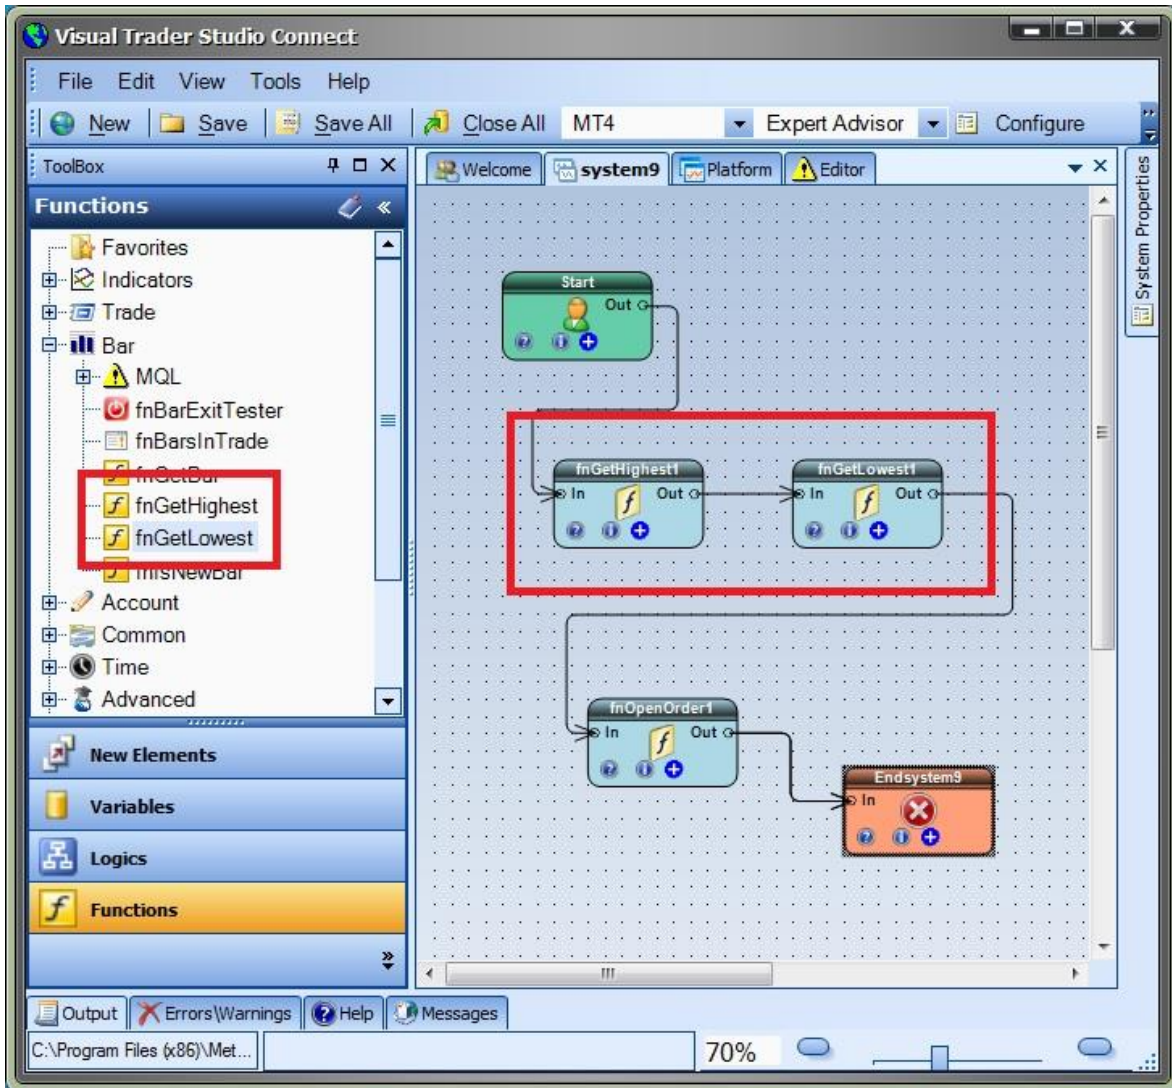 Visual Trader Studio Connect
File Edit View Tools Help
New Save Save All Close All MT4 Expert Advisor Configure
ToolBox
Welcome system9 Platform Editor
System Properties
Functions
Favorites
Indicators
Trade
Bar
MQL
fnBarExitTester
fnBarsInTrade
fnGetBar
fnGetHighest
fnGetLowest
fnIsNewBar
Account
Common
Time
Advanced
New Elements
Variables
Logics
Functions
Start
Out
fnGetHighest1
In Out
fnGetLowest1
In Out
fnOpenOrder1
In Out
Endsystem9
In
Output Errors\Warnings Help Messages
C:\Program Files (x86)\Met...
70%